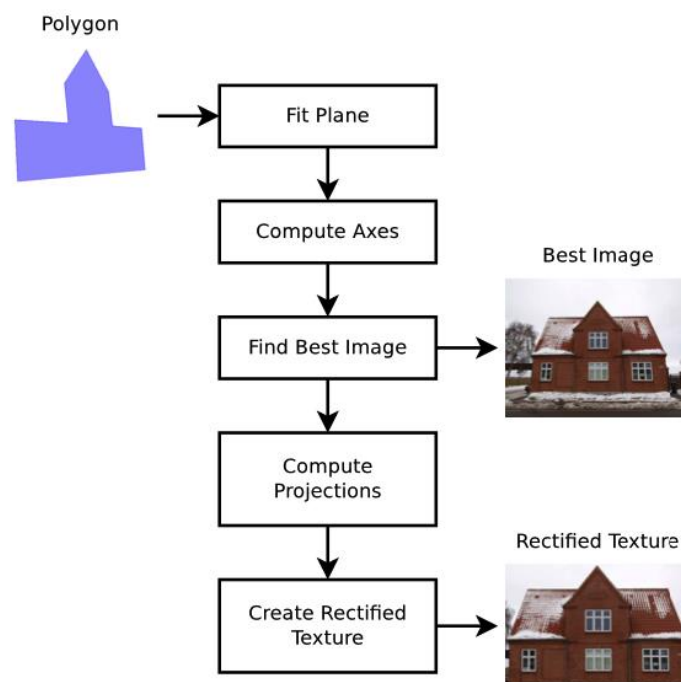 Polygon
Fit Plane
Compute Axes
Best Image
Find Best Image
Compute
Projections
Rectified Texture
Create Rectified
Texture